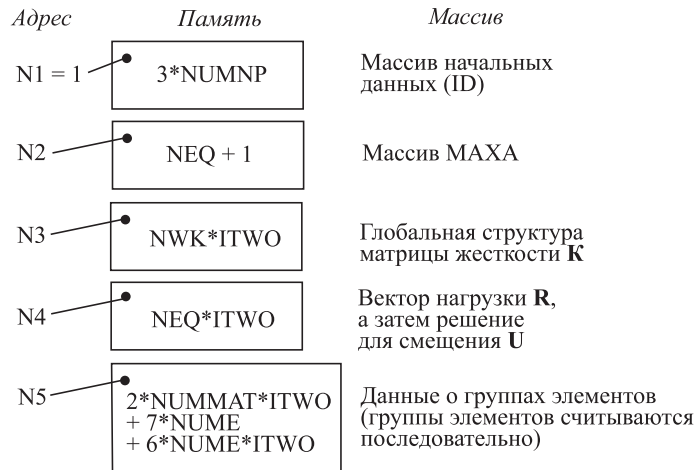 Адрес Память Массив
N1 = 1 3*NUMNP Массив начальных
данных (ID)
N2 NEQ + 1 Массив MAXA
N3 NWK*ITWO Глобальная структура
матрицы жесткости K
N4 NEQ*ITWO Вектор нагрузки R,
а затем решение
для смещения U
N5 2*NUMMAT*ITWO Данные о группах элементов
+ 7*NUME (группы элементов считываются
+ 6*NUME*ITWO последовательно)